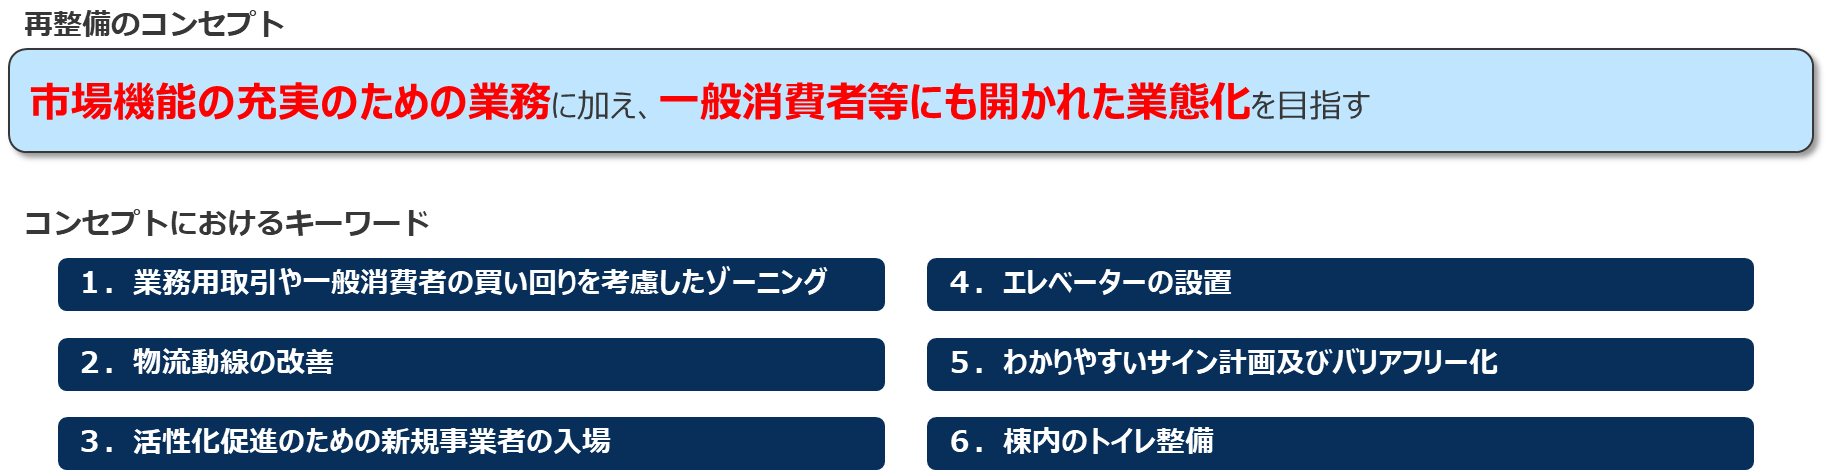 再整備のコンセプト
市場機能の充実のための業務に加え、一般消費者等にも開かれた業態化を目指す
コンセプトにおけるキーワード
１．業務用取引や一般消費者の買い回りを考慮したゾーニング
２．物流動線の改善
３．活性化促進のための新規事業者の入場
４．エレベーターの設置
５．わかりやすいサイン計画及びバリアフリー化
６．棟内のトイレ整備